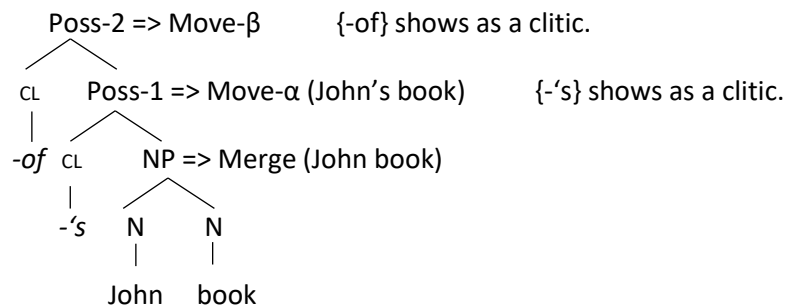 Poss-2 => Move-β {-of} shows as a clitic.
CL Poss-1 => Move-α (John’s book) {-‘s} shows as a clitic.
-of CL NP => Merge (John book)
-‘s N N
John book